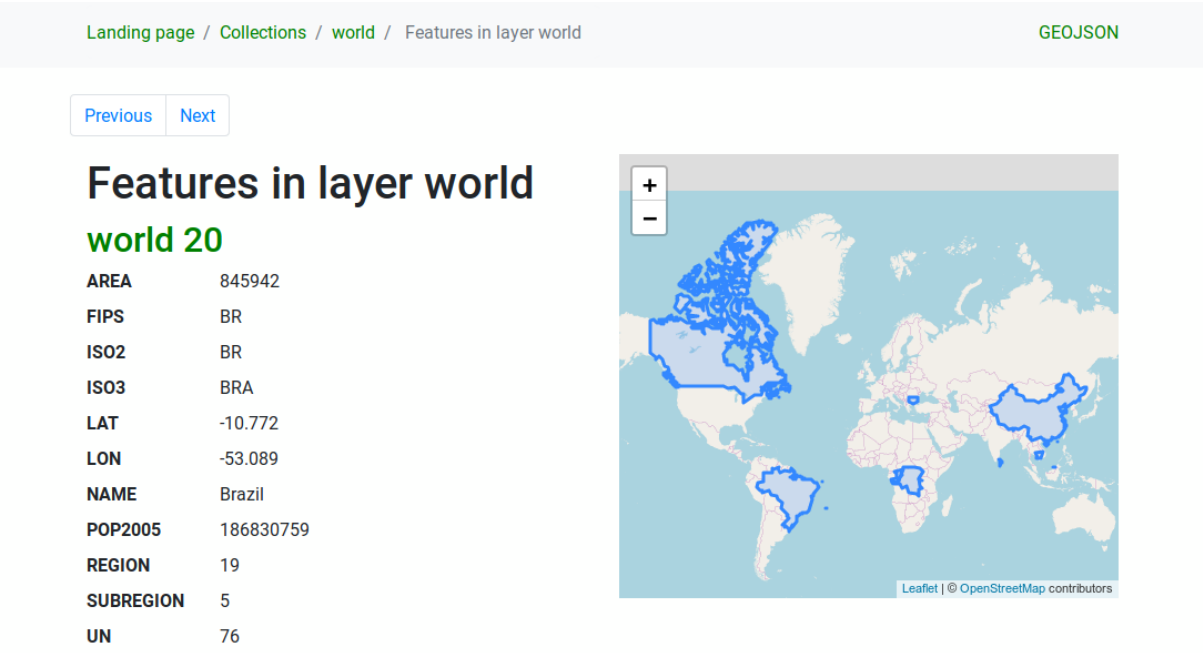 Landing page / Collections / world / Features in layer world GEOJSON
Previous Next
Features in layer world
world 20
AREA 845942
FIPS BR
ISO2 BR
ISO3 BRA
LAT -10.772
LON -53.089
NAME Brazil
POP2005 186830759
REGION 19
SUBREGION 5
UN 76
+
−
Leaflet | © OpenStreetMap contributors